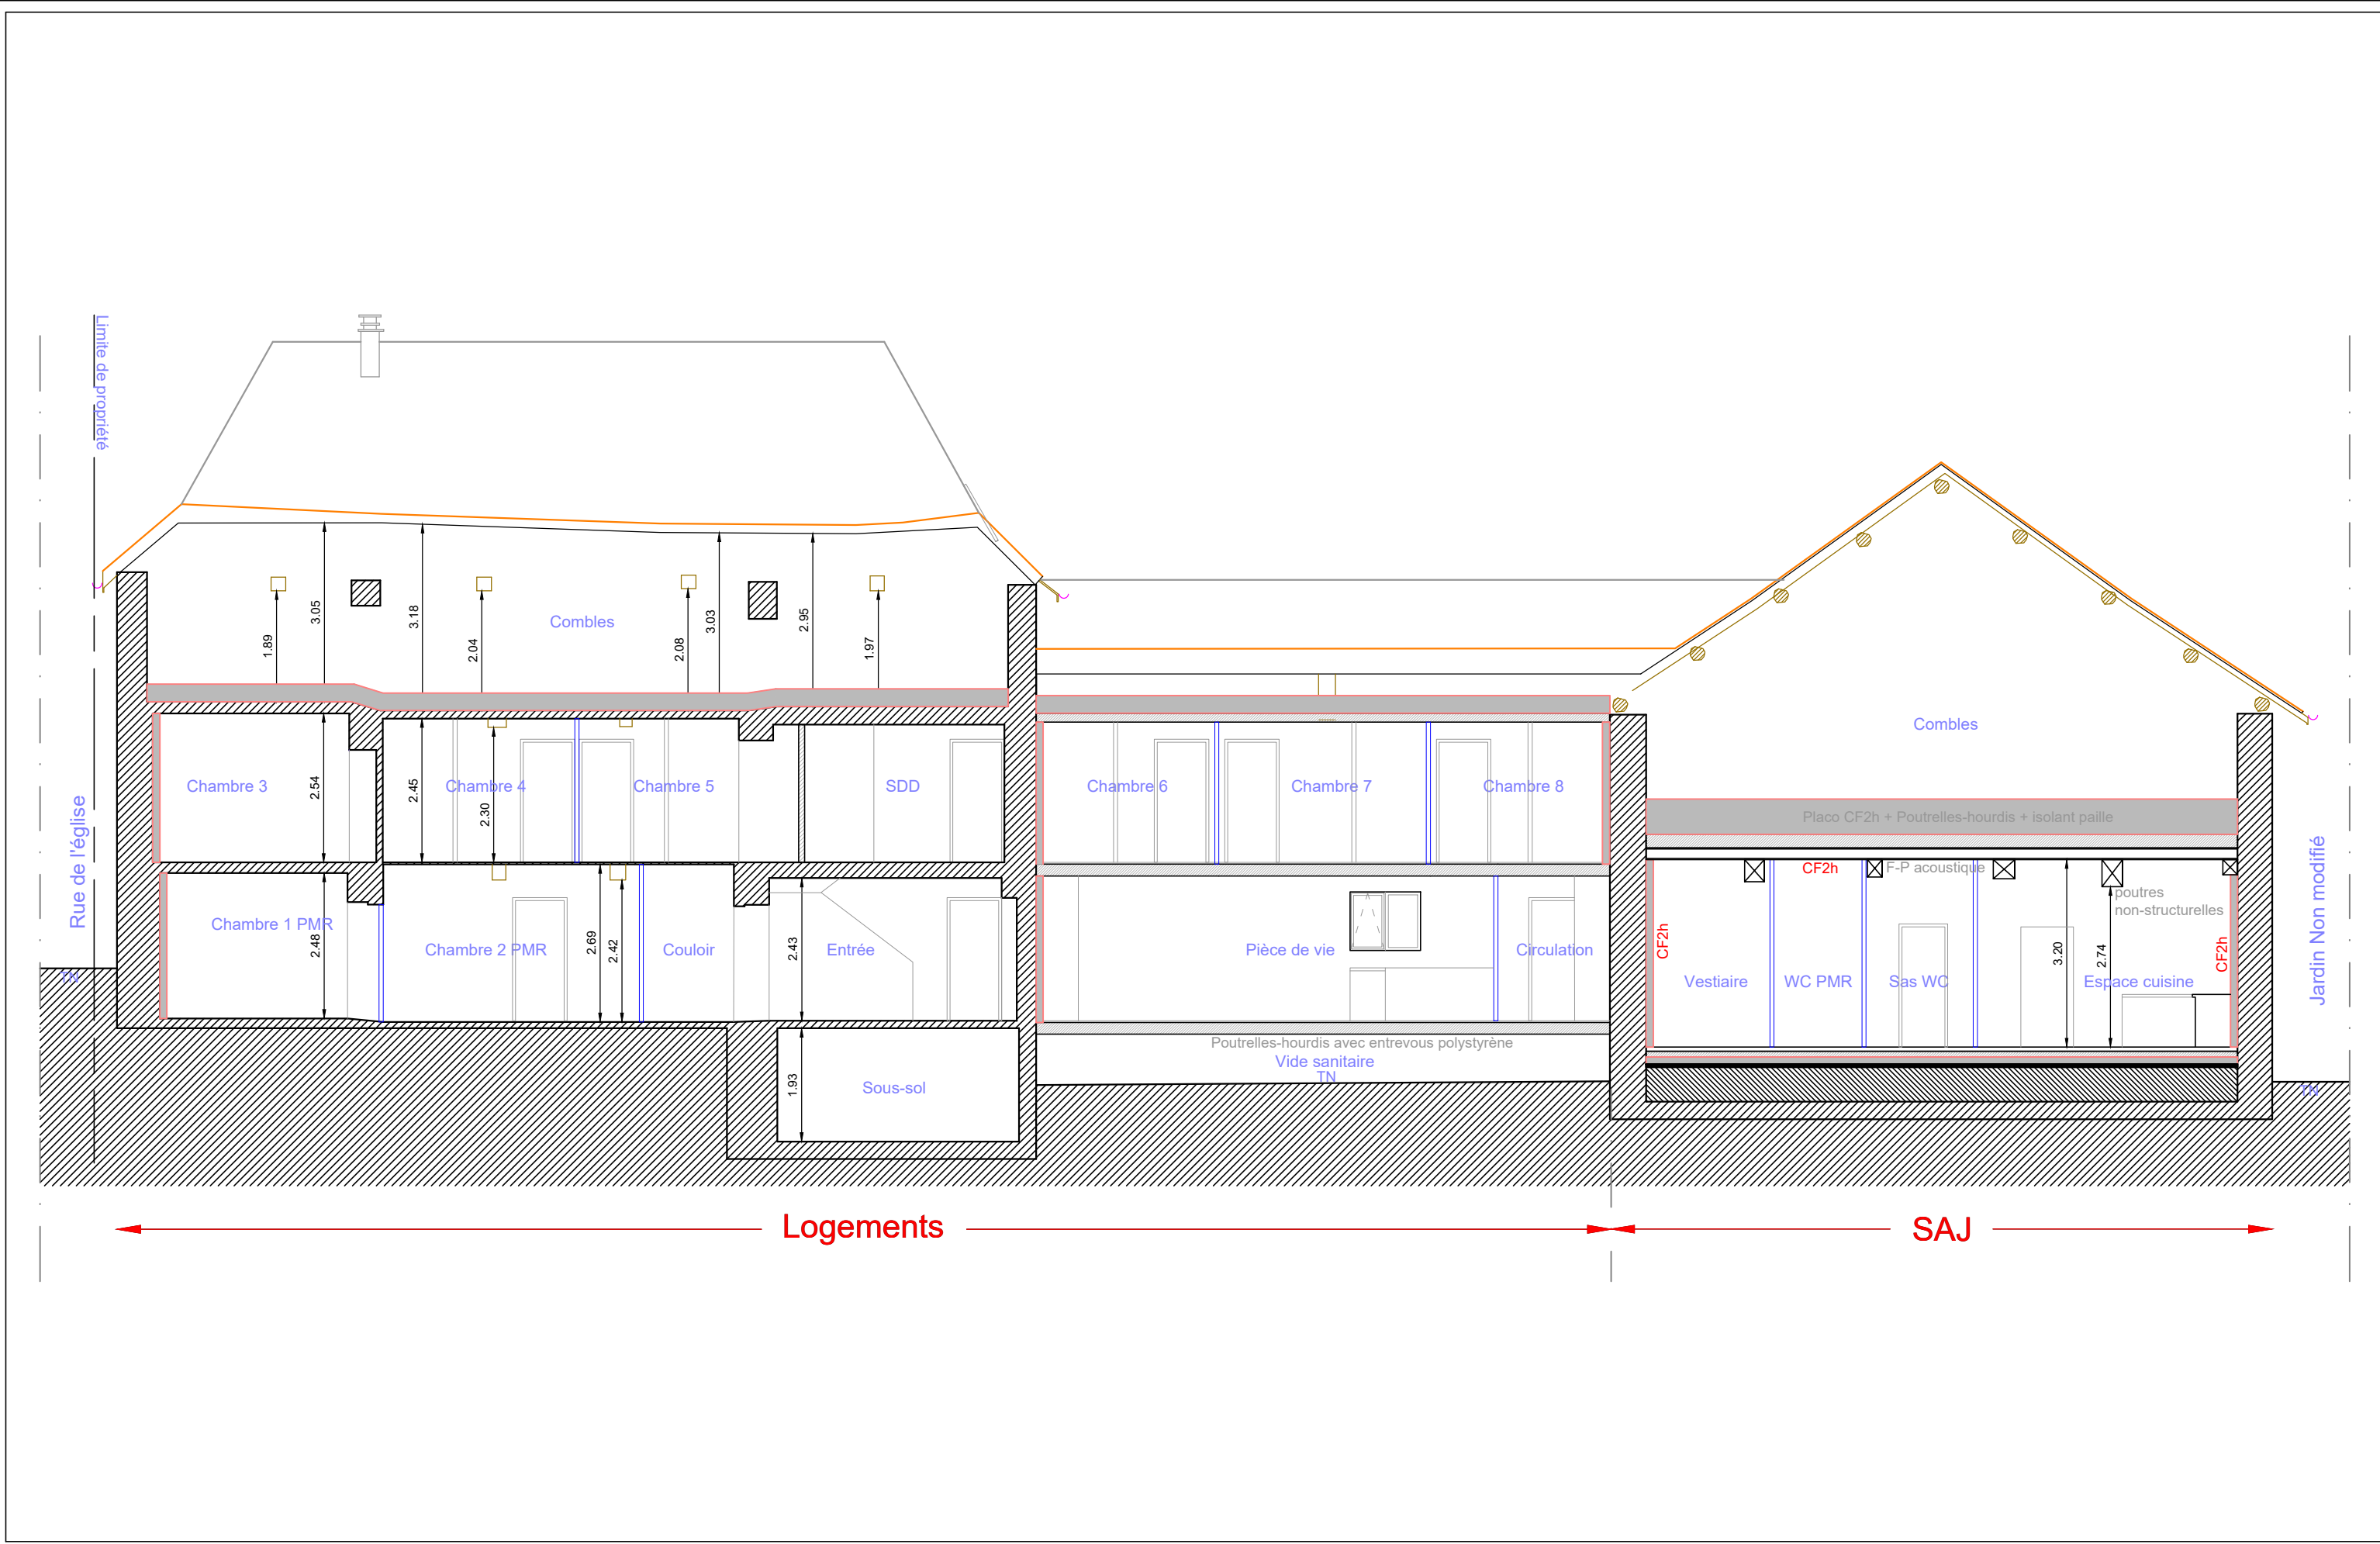 Limite de propriété
Rue de l'église
TN
Combles
1.89
3.05
3.18
2.04
2.08
3.03
2.95
1.97
Chambre 3
2.54
2.45
Chambre 4
2.30
Chambre 5
SDD
Chambre 6
Chambre 7
Chambre 8
Chambre 1 PMR
2.48
Chambre 2 PMR
2.69
2.42
Couloir
2.43
Entrée
Pièce de vie
Circulation
1.93
Sous-sol
Poutrelles-hourdis avec entrevous polystyrène
Vide sanitaire
TN
Combles
Placo CF2h + Poutrelles-hourdis + isolant paille
CF2h
F-P acoustique
poutres
non-structurelles
CF2h
CF2h
Vestiaire
WC PMR
Sas WC
3.20
2.74
Espace cuisine
Jardin Non modifié
TN
Logements
SAJ